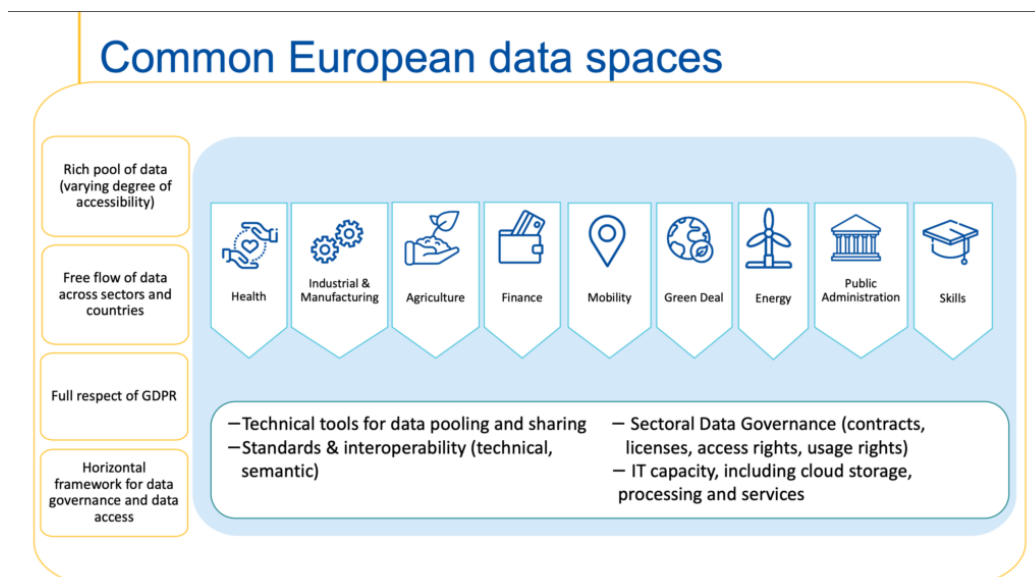 Common European data spaces
Rich pool of data
(varying degree of
accessibility)
Free flow of data
across sectors and
countries
Full respect of GDPR
Horizontal
framework for data
governance and data
access
Health
Industrial &
Manufacturing
Agriculture
Finance
Mobility
Green Deal
Energy
Public
Administration
Skills
–Technical tools for data pooling and sharing
–Standards & interoperability (technical,
semantic)
– Sectoral Data Governance (contracts,
licenses, access rights, usage rights)
– IT capacity, including cloud storage,
processing and services